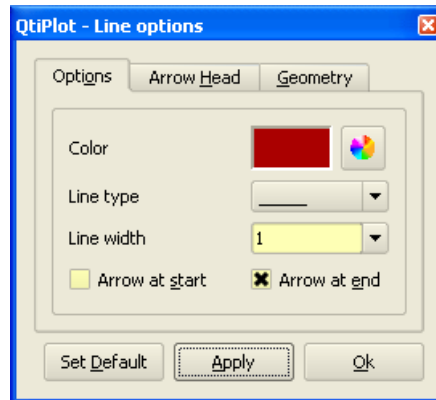 QtiPlot - Line options
Options Arrow Head Geometry
Color
Line type
Line width 1
Arrow at start Arrow at end
Set Default Apply Ok